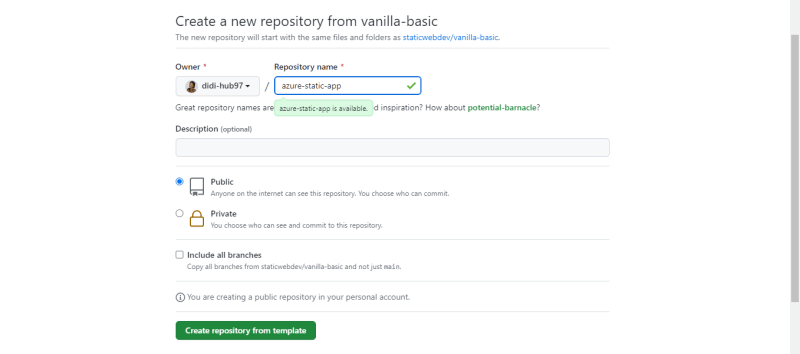 Create a new repository from vanilla-basic
The new repository will start with the same files and folders as staticwebdev/vanilla-basic.
Owner * Repository name *
didi-hub97 / azure-static-app
Great repository names are d inspiration? How about potential-barnacle?
azure-static-app is available.
Description (optional)
Public
Anyone on the internet can see this repository. You choose who can commit.
Private
You choose who can see and commit to this repository.
Include all branches
Copy all branches from staticwebdev/vanilla-basic and not just main.
You are creating a public repository in your personal account.
Create repository from template